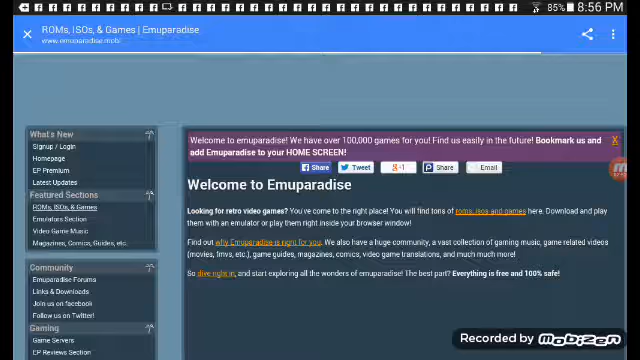 85% 8:56 PM
ROMs, ISOs, & Games | Emuparadise
www.emuparadise.mobi
What's New
Signup / Login
Homepage
EP Premium
Latest Updates
Featured Sections
ROMs, ISOs, & Games
Emulators Section
Video Game Music
Magazines, Comics, Guides, etc.
Community
Emuparadise Forums
Links & Downloads
Join us on facebook
Follow us on Twitter!
Gaming
Game Servers
EP Reviews Section
Welcome to emuparadise! We have over 100,000 games for you! Find us easily in the future! Bookmark us and X
add Emuparadise to your HOME SCREEN!
Share Tweet +1 Share Email
Welcome to Emuparadise
Looking for retro video games? You've come to the right place! You will find tons of roms, isos and games here. Download and play
them with an emulator or play them right inside your browser window!
Find out why Emuparadise is right for you. We also have a huge community, a vast collection of gaming music, game related videos
(movies, fmvs, etc.), game guides, magazines, comics, video game translations, and much much more!
So dive right in, and start exploring all the wonders of emuparadise! The best part? Everything is free and 100% safe!
Recorded by Mobizen